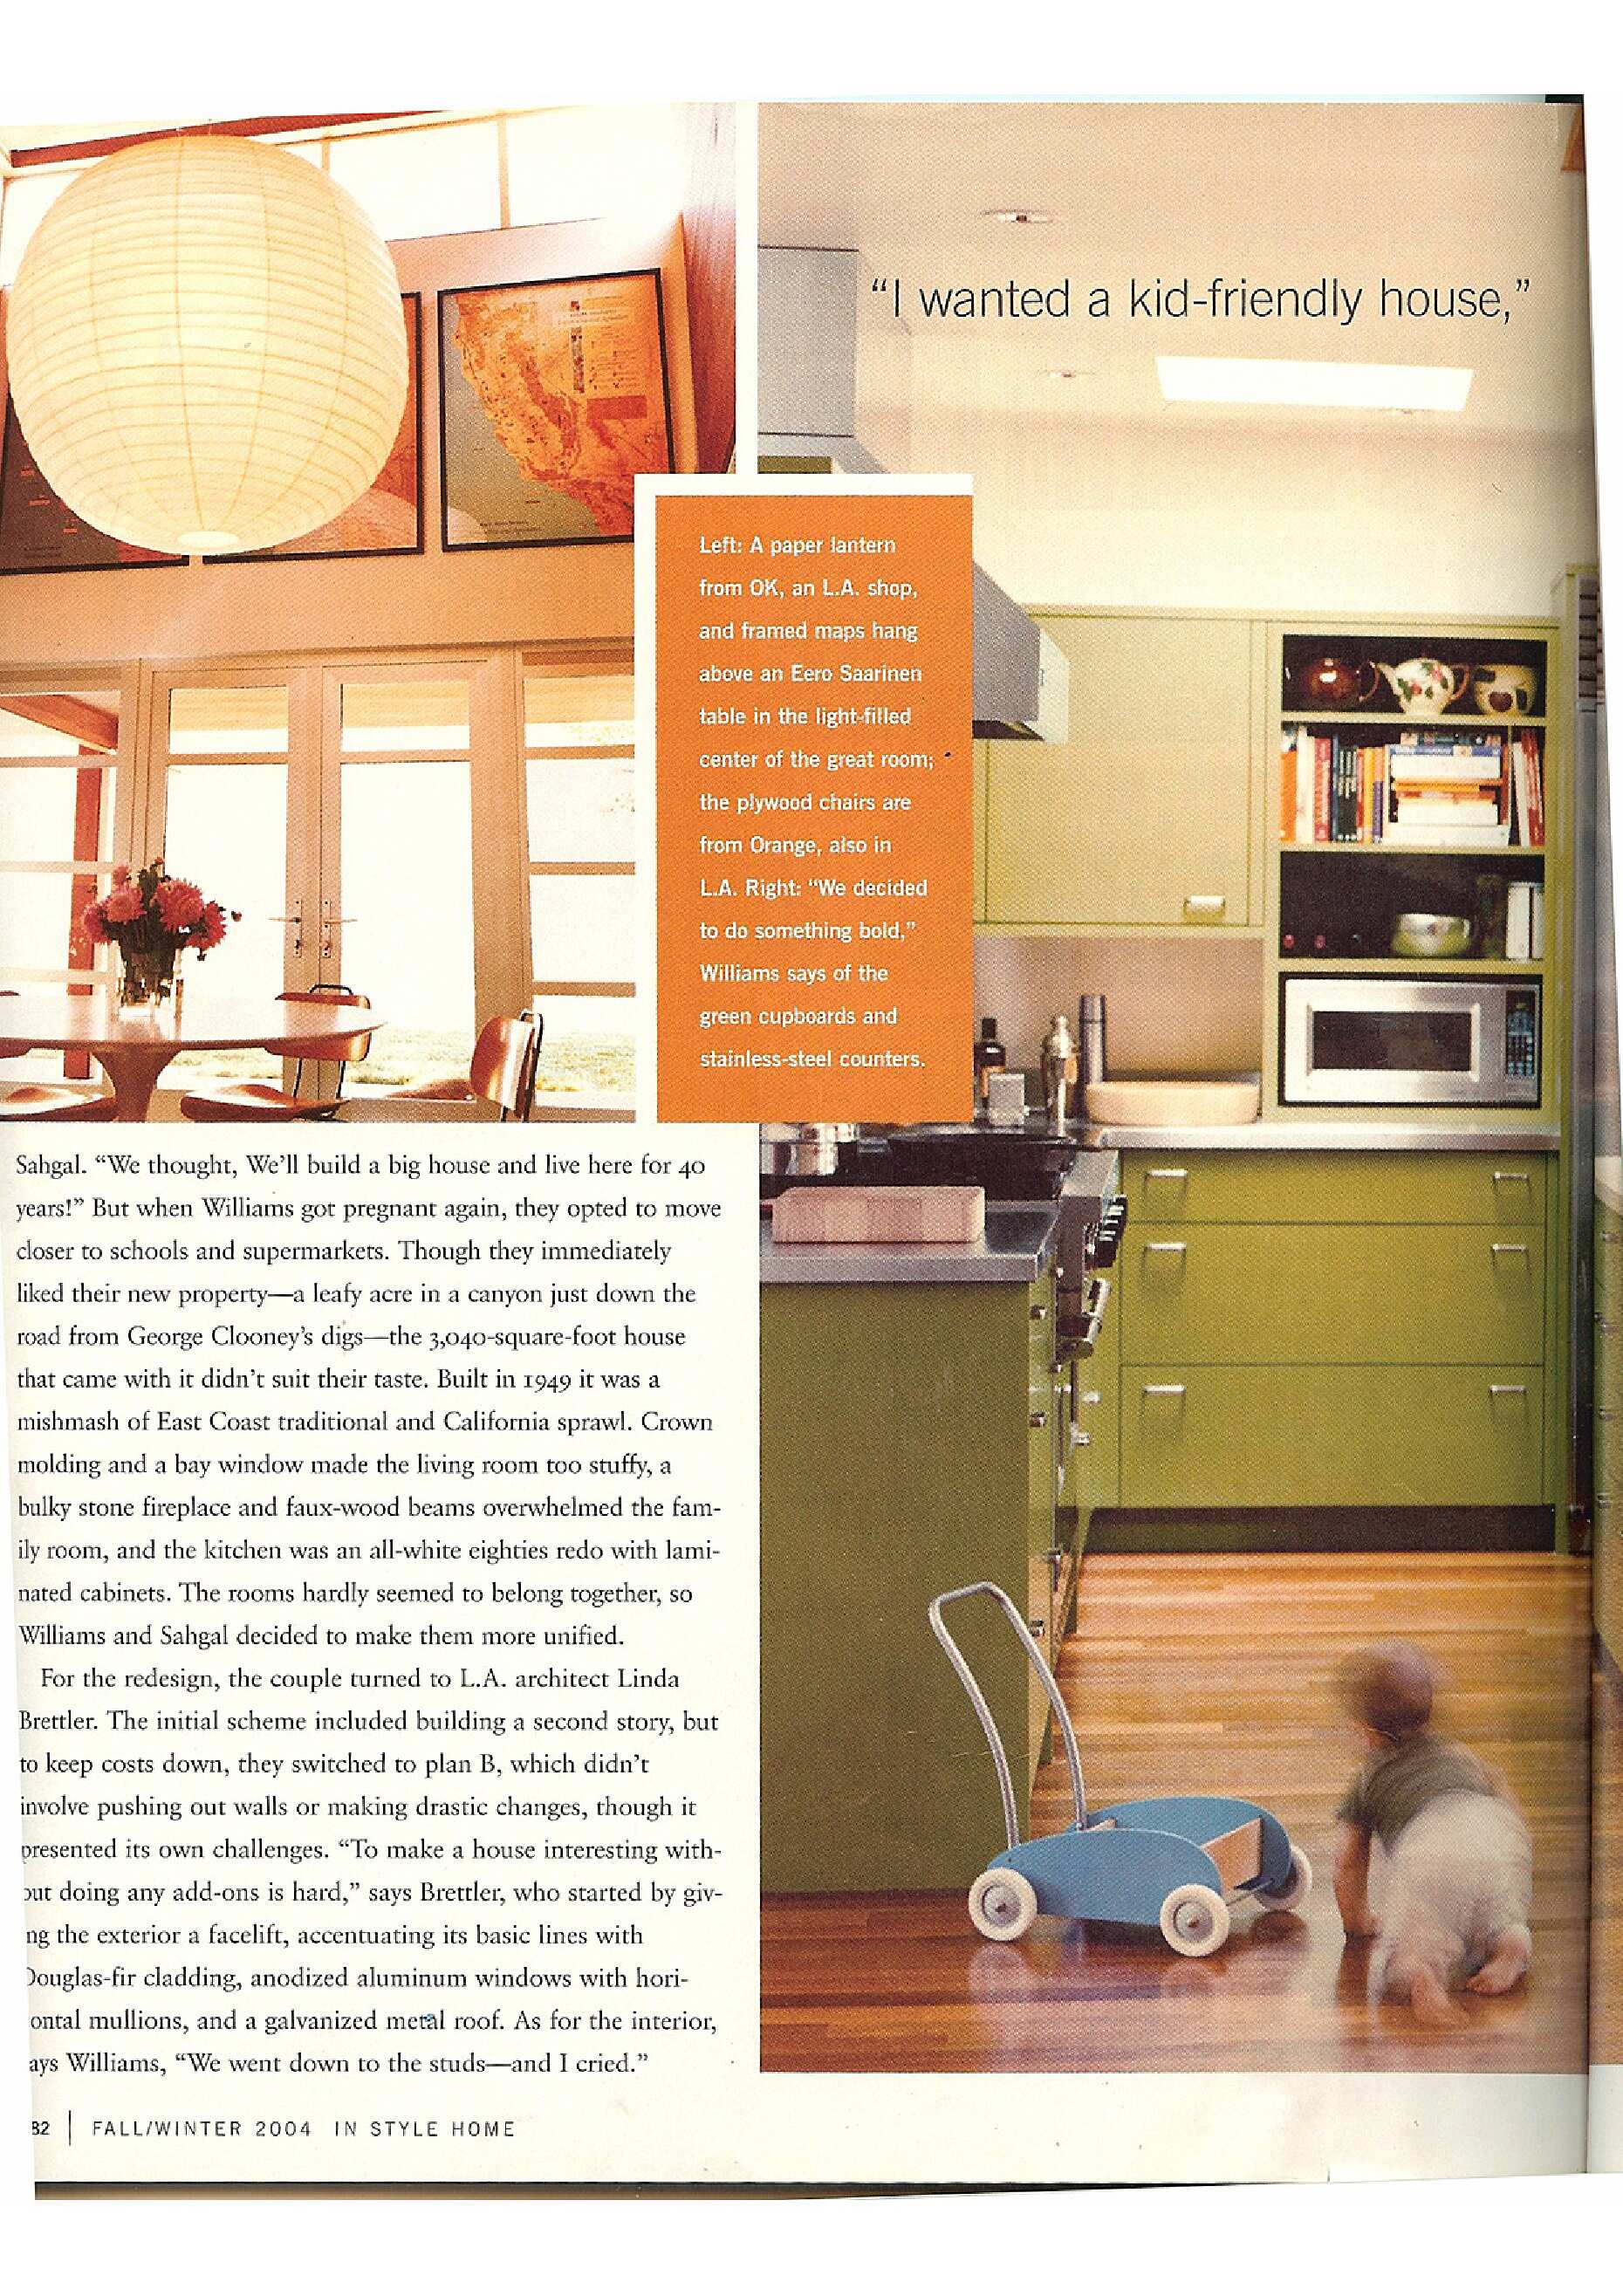 “I wanted a kid-friendly house,”
Left: A paper lantern
from OK, an L.A. shop,
and framed maps hang
above an Eero Saarinen
table in the light-filled
center of the great room;
the plywood chairs are
from Orange, also in
L.A. Right: “We decided
to do something bold,”
Williams says of the
green cupboards and
stainless-steel counters.
Sahgal. “We thought, We’ll build a big house and live here for 40
years!” But when Williams got pregnant again, they opted to move
closer to schools and supermarkets. Though they immediately
liked their new property—a leafy acre in a canyon just down the
road from George Clooney’s digs—the 3,040-square-foot house
that came with it didn’t suit their taste. Built in 1949 it was a
mishmash of East Coast traditional and California sprawl. Crown
molding and a bay window made the living room too stuffy, a
bulky stone fireplace and faux-wood beams overwhelmed the fam-
ily room, and the kitchen was an all-white eighties redo with lami-
nated cabinets. The rooms hardly seemed to belong together, so
Williams and Sahgal decided to make them more unified.
For the redesign, the couple turned to L.A. architect Linda
Brettler. The initial scheme included building a second story, but
to keep costs down, they switched to plan B, which didn’t
involve pushing out walls or making drastic changes, though it
presented its own challenges. “To make a house interesting with-
out doing any add-ons is hard,” says Brettler, who started by giv-
ng the exterior a facelift, accentuating its basic lines with
Douglas-fir cladding, anodized aluminum windows with hori-
ontal mullions, and a galvanized metal roof. As for the interior,
ays Williams, “We went down to the studs—and I cried.”
82 | FALL/WINTER 2004 IN STYLE HOME